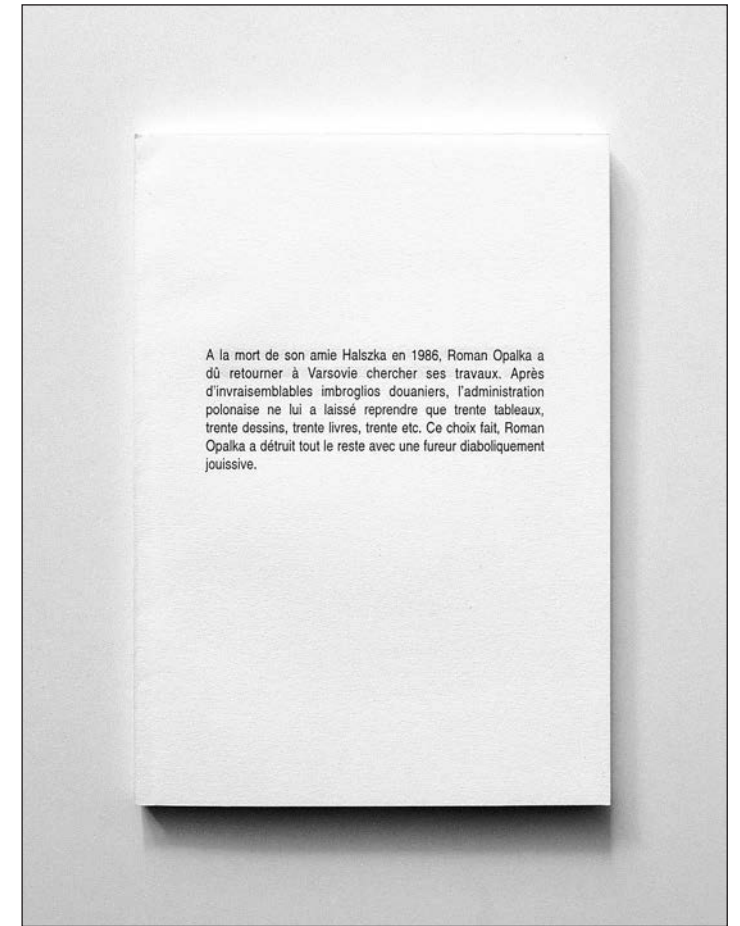 A la mort de son amie Halszka en 1986, Roman Opalka a
dû retourner à Varsovie chercher ses travaux. Après
d'invraisemblables imbroglios douaniers, l'administration
polonaise ne lui a laissé reprendre que trente tableaux,
trente dessins, trente livres, trente etc. Ce choix fait, Roman
Opalka a détruit tout le reste avec une fureur diaboliquement
jouissive.